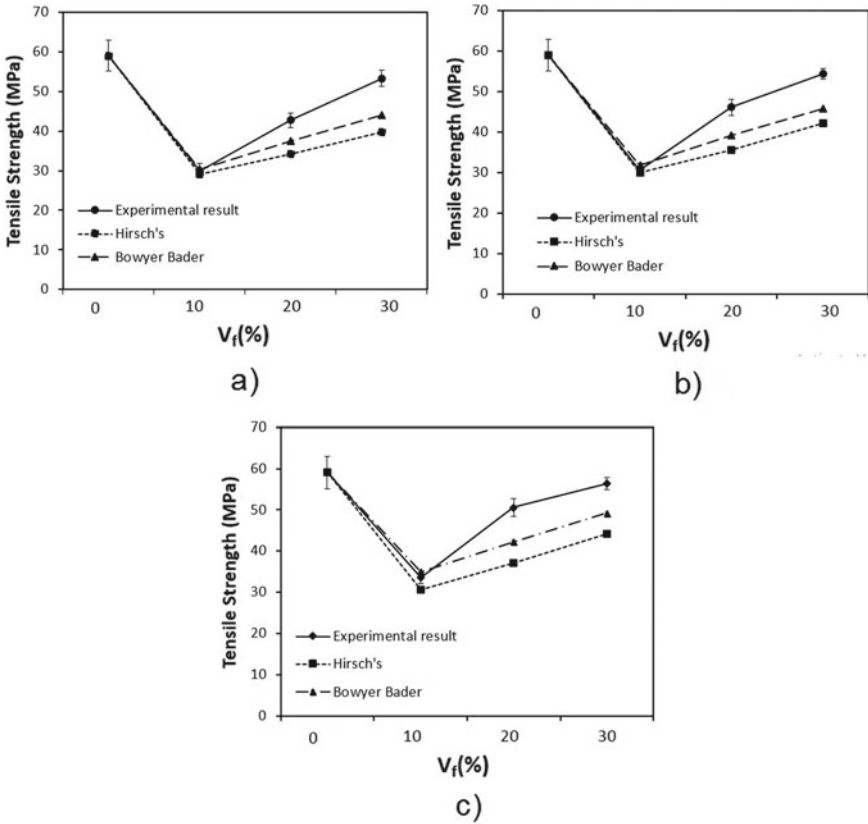 70
60
50
40
30
20
10
0
Tensile Strength (MPa)
Experimental result
Hirsch's
Bowyer Bader
0 10 20 30
Vf(%)
a)
70
60
50
40
30
20
10
0
Tensile Strength (MPa)
Experimental result
Hirsch's
Bowyer Bader
0 10 20 30
Vf(%)
b)
70
60
50
40
30
20
10
0
Tensile Strength (MPa)
Experimental result
Hirsch's
Bowyer Bader
0 10 20 30
Vf(%)
c)